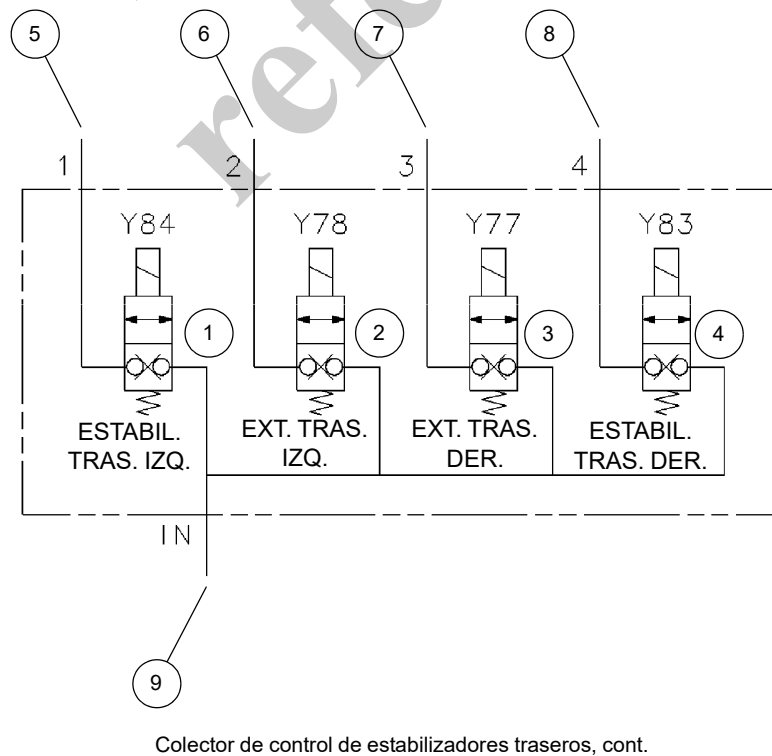 5 6 7 8
1 2 3 4
Y84 Y78 Y77 Y83
1 2 3 4
ESTABIL. EXT. TRAS. EXT. TRAS. ESTABIL.
TRAS. IZQ. IZQ. DER. TRAS. DER.
IN
9
Colector de control de estabilizadores traseros, cont.